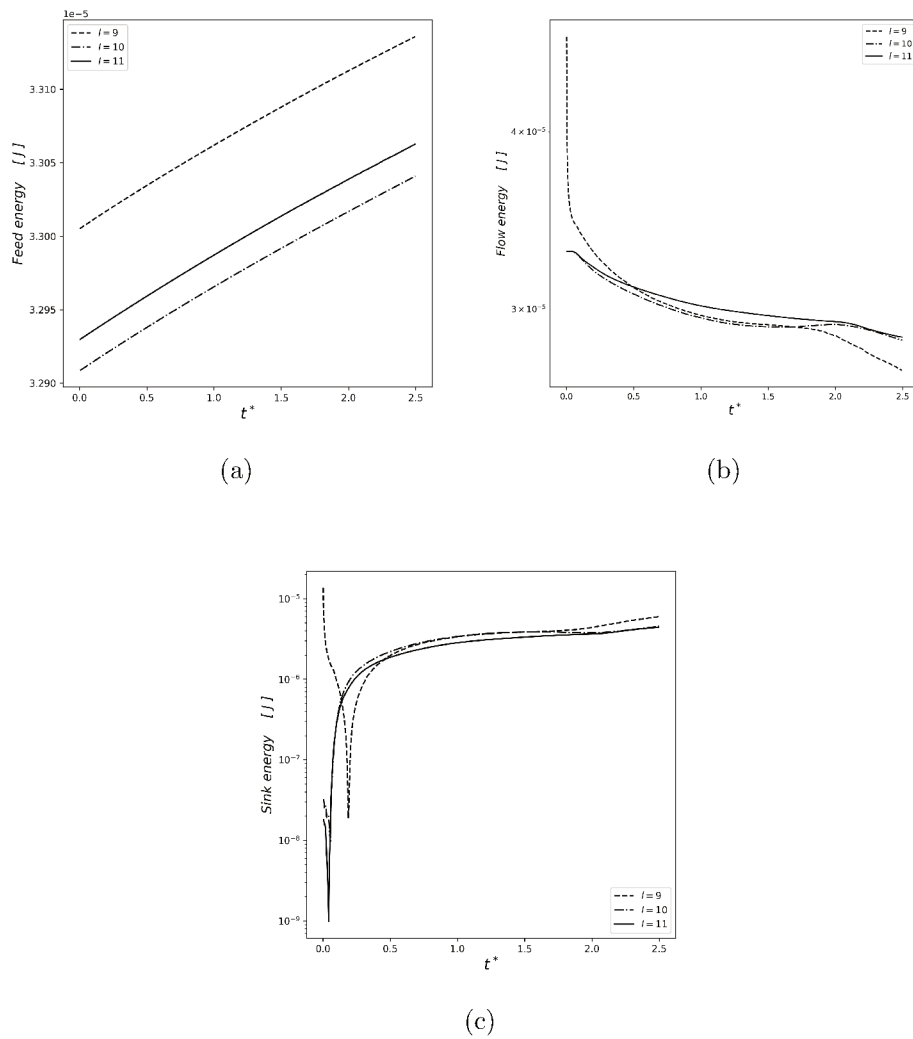 1e−5
l = 9
l = 10
l = 11
3.310
3.305
3.300
3.295
3.290
Feed energy [J]
0.0 0.5 1.0 1.5 2.0 2.5
t*
(a)
l = 9
l = 10
l = 11
4 × 10⁻⁵
3 × 10⁻⁵
Flow energy [J]
0.0 0.5 1.0 1.5 2.0 2.5
t*
(b)
10⁻⁵
10⁻⁶
10⁻⁷
10⁻⁸
10⁻⁹
Sink energy [J]
l = 9
l = 10
l = 11
0.0 0.5 1.0 1.5 2.0 2.5
t*
(c)